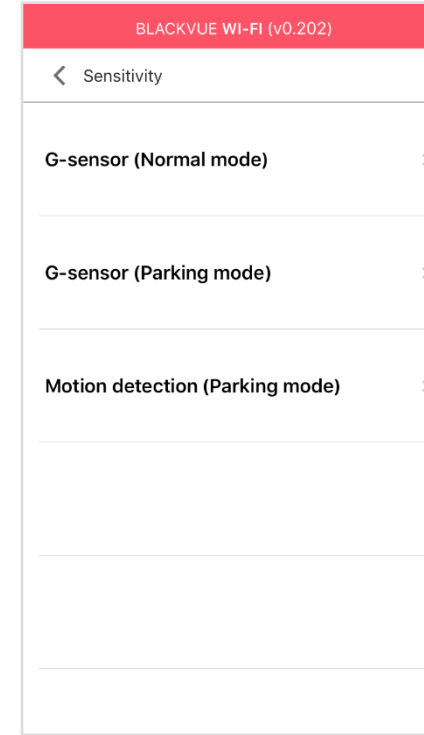 BLACKVUE WI-FI (v0.202)
Sensitivity
G-sensor (Normal mode)
G-sensor (Parking mode)
Motion detection (Parking mode)